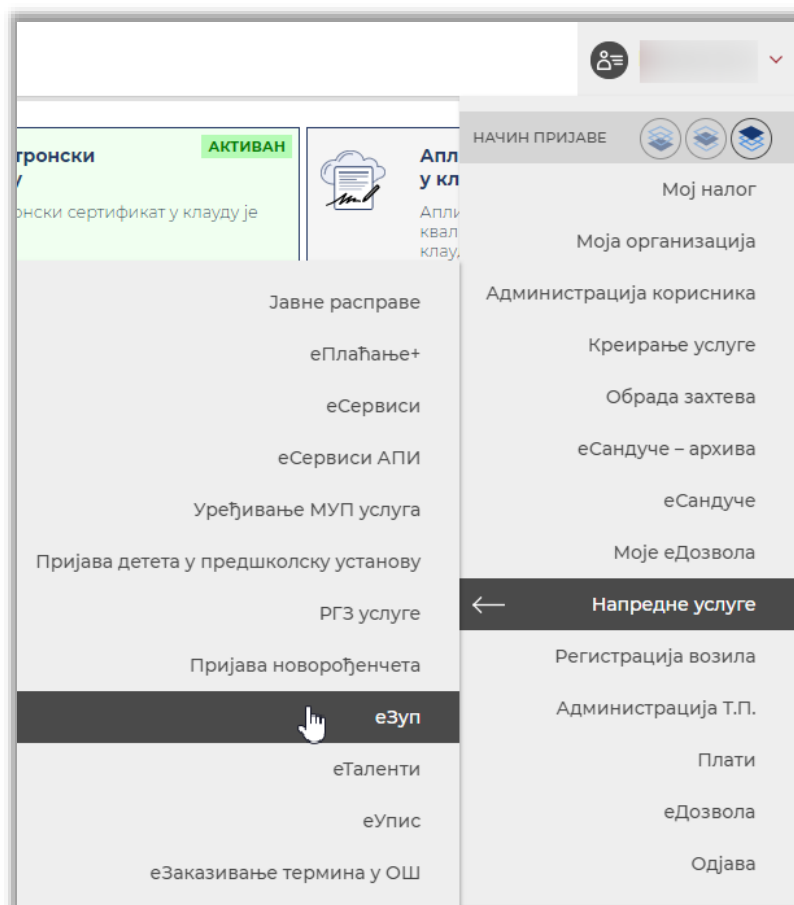 тронски
у
АКТИВАН
онски сертификат у клауду је
Апл
у кл
Апли
квал
клауд
НАЧИН ПРИЈАВЕ
Мој налог
Моја организација
Администрација корисника
Креирање услуге
Обрада захтева
еСандуче – архива
еСандуче
Моје еДозвола
Напредне услуге
Регистрација возила
Администрација Т.П.
Плати
еДозвола
Одјава
Јавне расправе
еПлаћање+
еСервиси
еСервиси АПИ
Уређивање МУП услуга
Пријава детета у предшколску установу
РГЗ услуге
Пријава новорођенчета
еЗуп
еТаленти
еУпис
еЗаказивање термина у ОШ